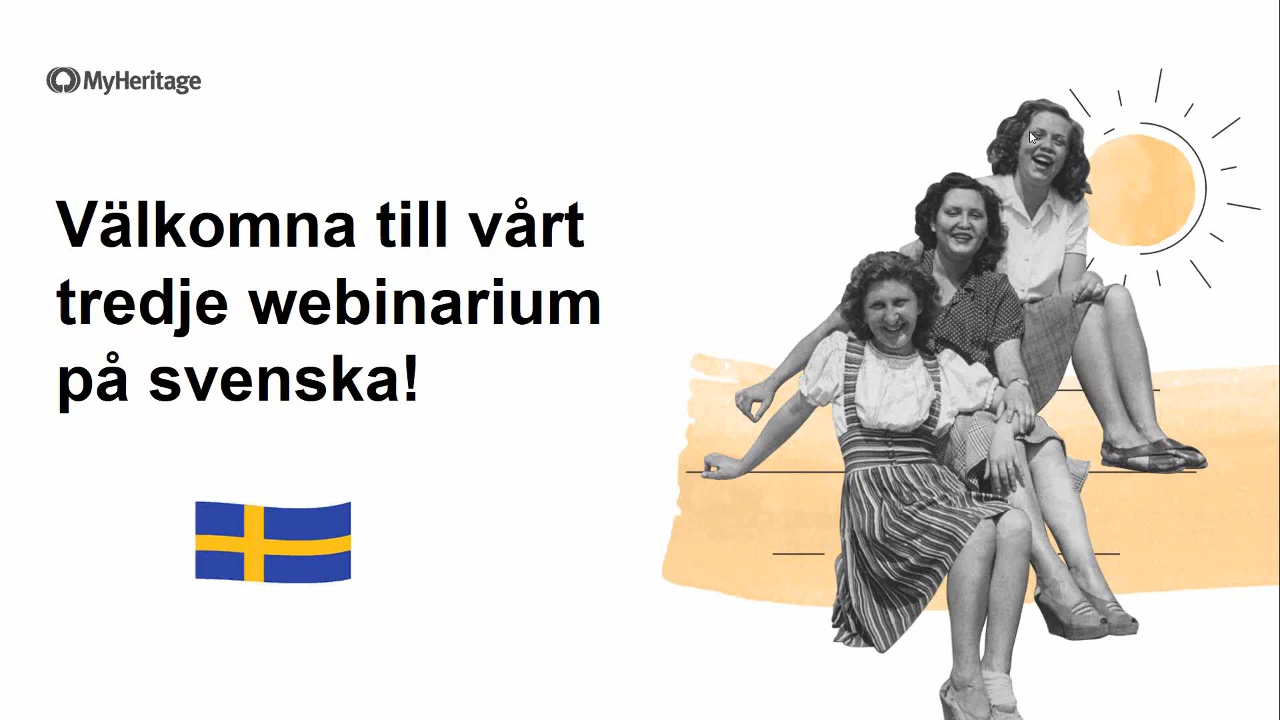 MyHeritage
Välkomna till vårt
tredje webinarium
på svenska!